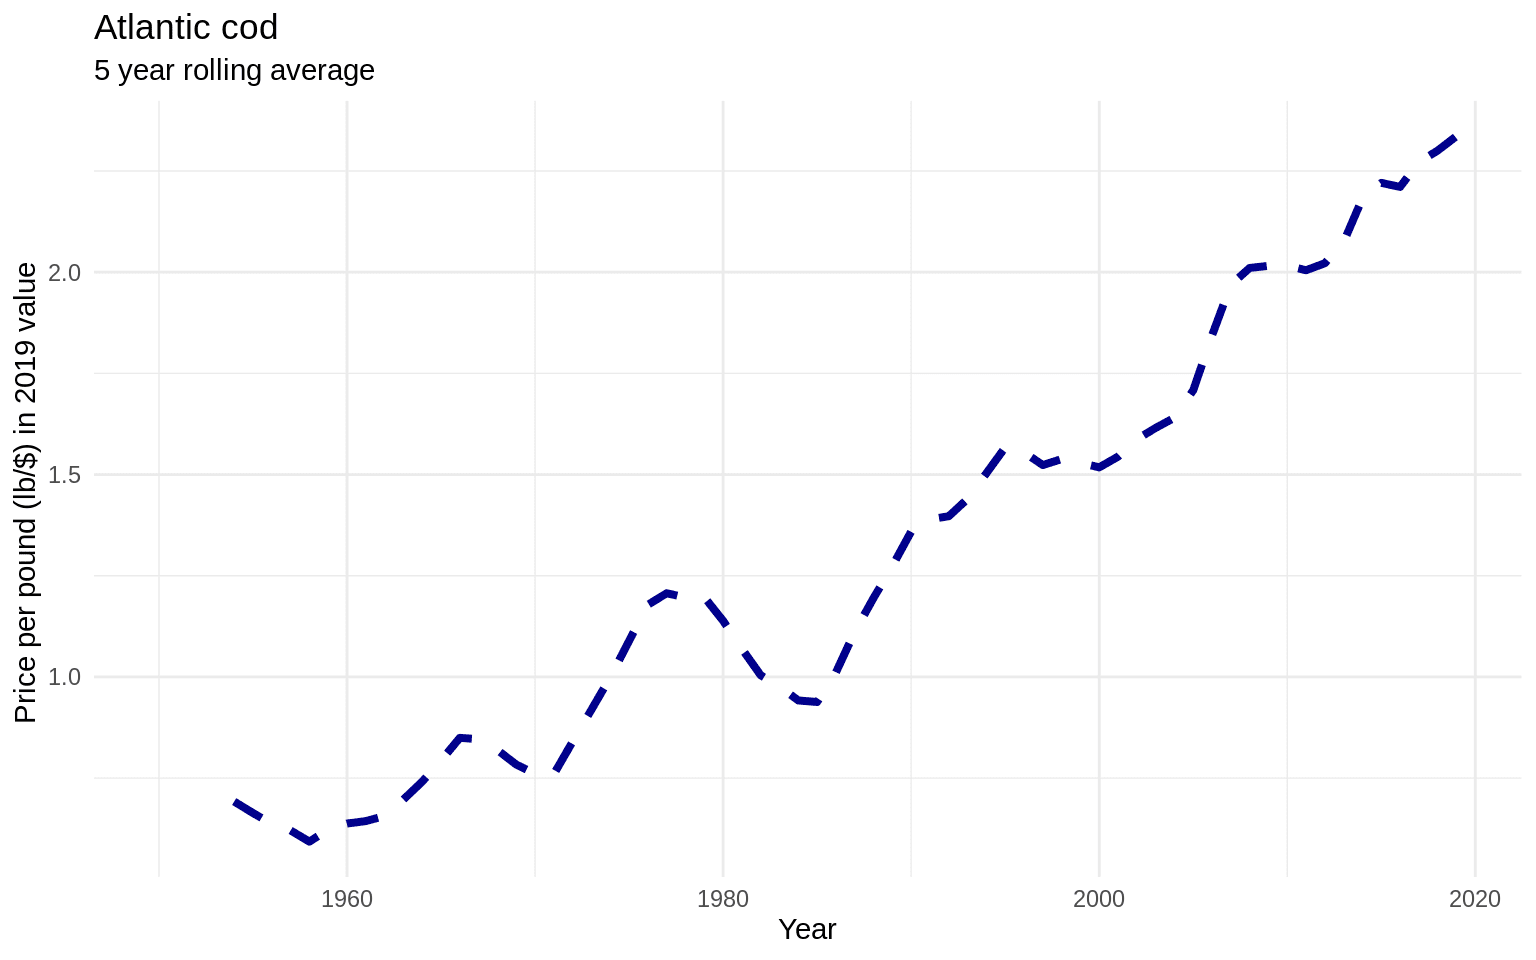 Atlantic cod
5 year rolling average
Price per pound (lb/$) in 2019 value
2.0
1.5
1.0
1960
1980
2000
2020
Year